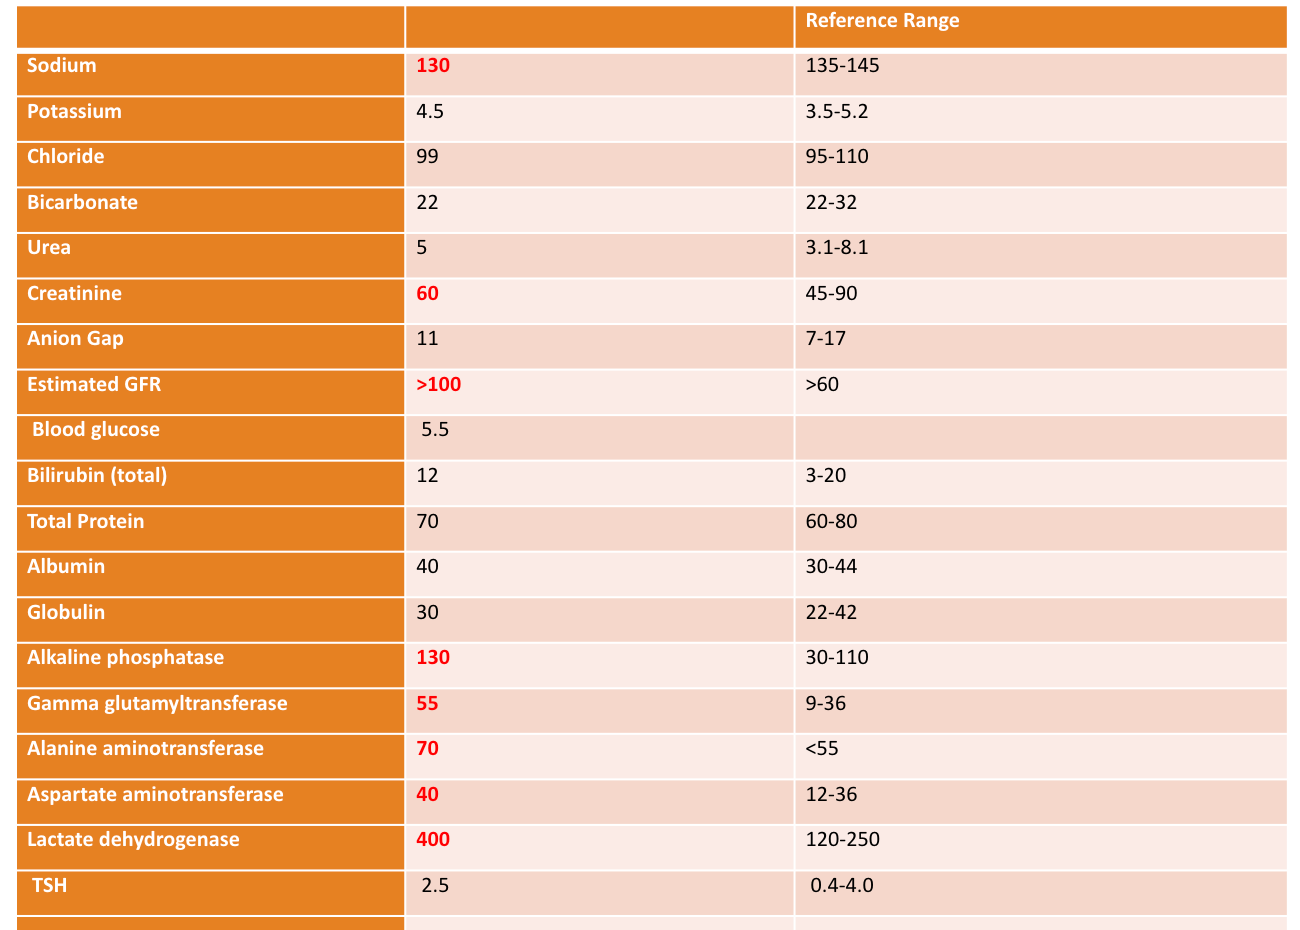 Reference Range
Sodium 130 135-145
Potassium 4.5 3.5-5.2
Chloride 99 95-110
Bicarbonate 22 22-32
Urea 5 3.1-8.1
Creatinine 60 45-90
Anion Gap 11 7-17
Estimated GFR >100 >60
Blood glucose 5.5
Bilirubin (total) 12 3-20
Total Protein 70 60-80
Albumin 40 30-44
Globulin 30 22-42
Alkaline phosphatase 130 30-110
Gamma glutamyltransferase 55 9-36
Alanine aminotransferase 70 <55
Aspartate aminotransferase 40 12-36
Lactate dehydrogenase 400 120-250
TSH 2.5 0.4-4.0